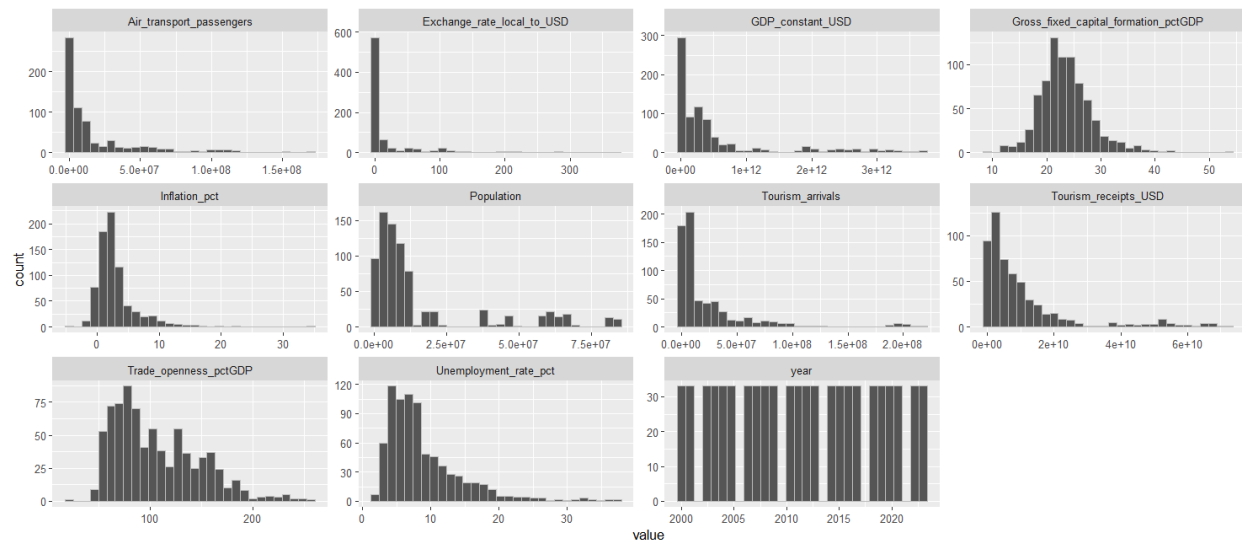 Air_transport_passengers
Exchange_rate_local_to_USD
GDP_constant_USD
Gross_fixed_capital_formation_pctGDP
200
100
0
0.0e+00 5.0e+07 1.0e+08 1.5e+08
600
400
200
0
0 100 200 300
300
200
100
0
0e+00 1e+12 2e+12 3e+12
100
50
0
10 20 30 40 50
Inflation_pct
Population
Tourism_arrivals
Tourism_receipts_USD
200
150
100
50
0
0 10 20 30
150
100
50
0
0.0e+00 2.5e+07 5.0e+07 7.5e+07
200
150
100
50
0
0.0e+00 5.0e+07 1.0e+08 1.5e+08 2.0e+08
100
50
0
0e+00 2e+10 4e+10 6e+10
Trade_openness_pctGDP
Unemployment_rate_pct
year
75
50
25
0
100 200
120
90
60
30
0
0 10 20 30
30
20
10
0
2000 2005 2010 2015 2020
count
value